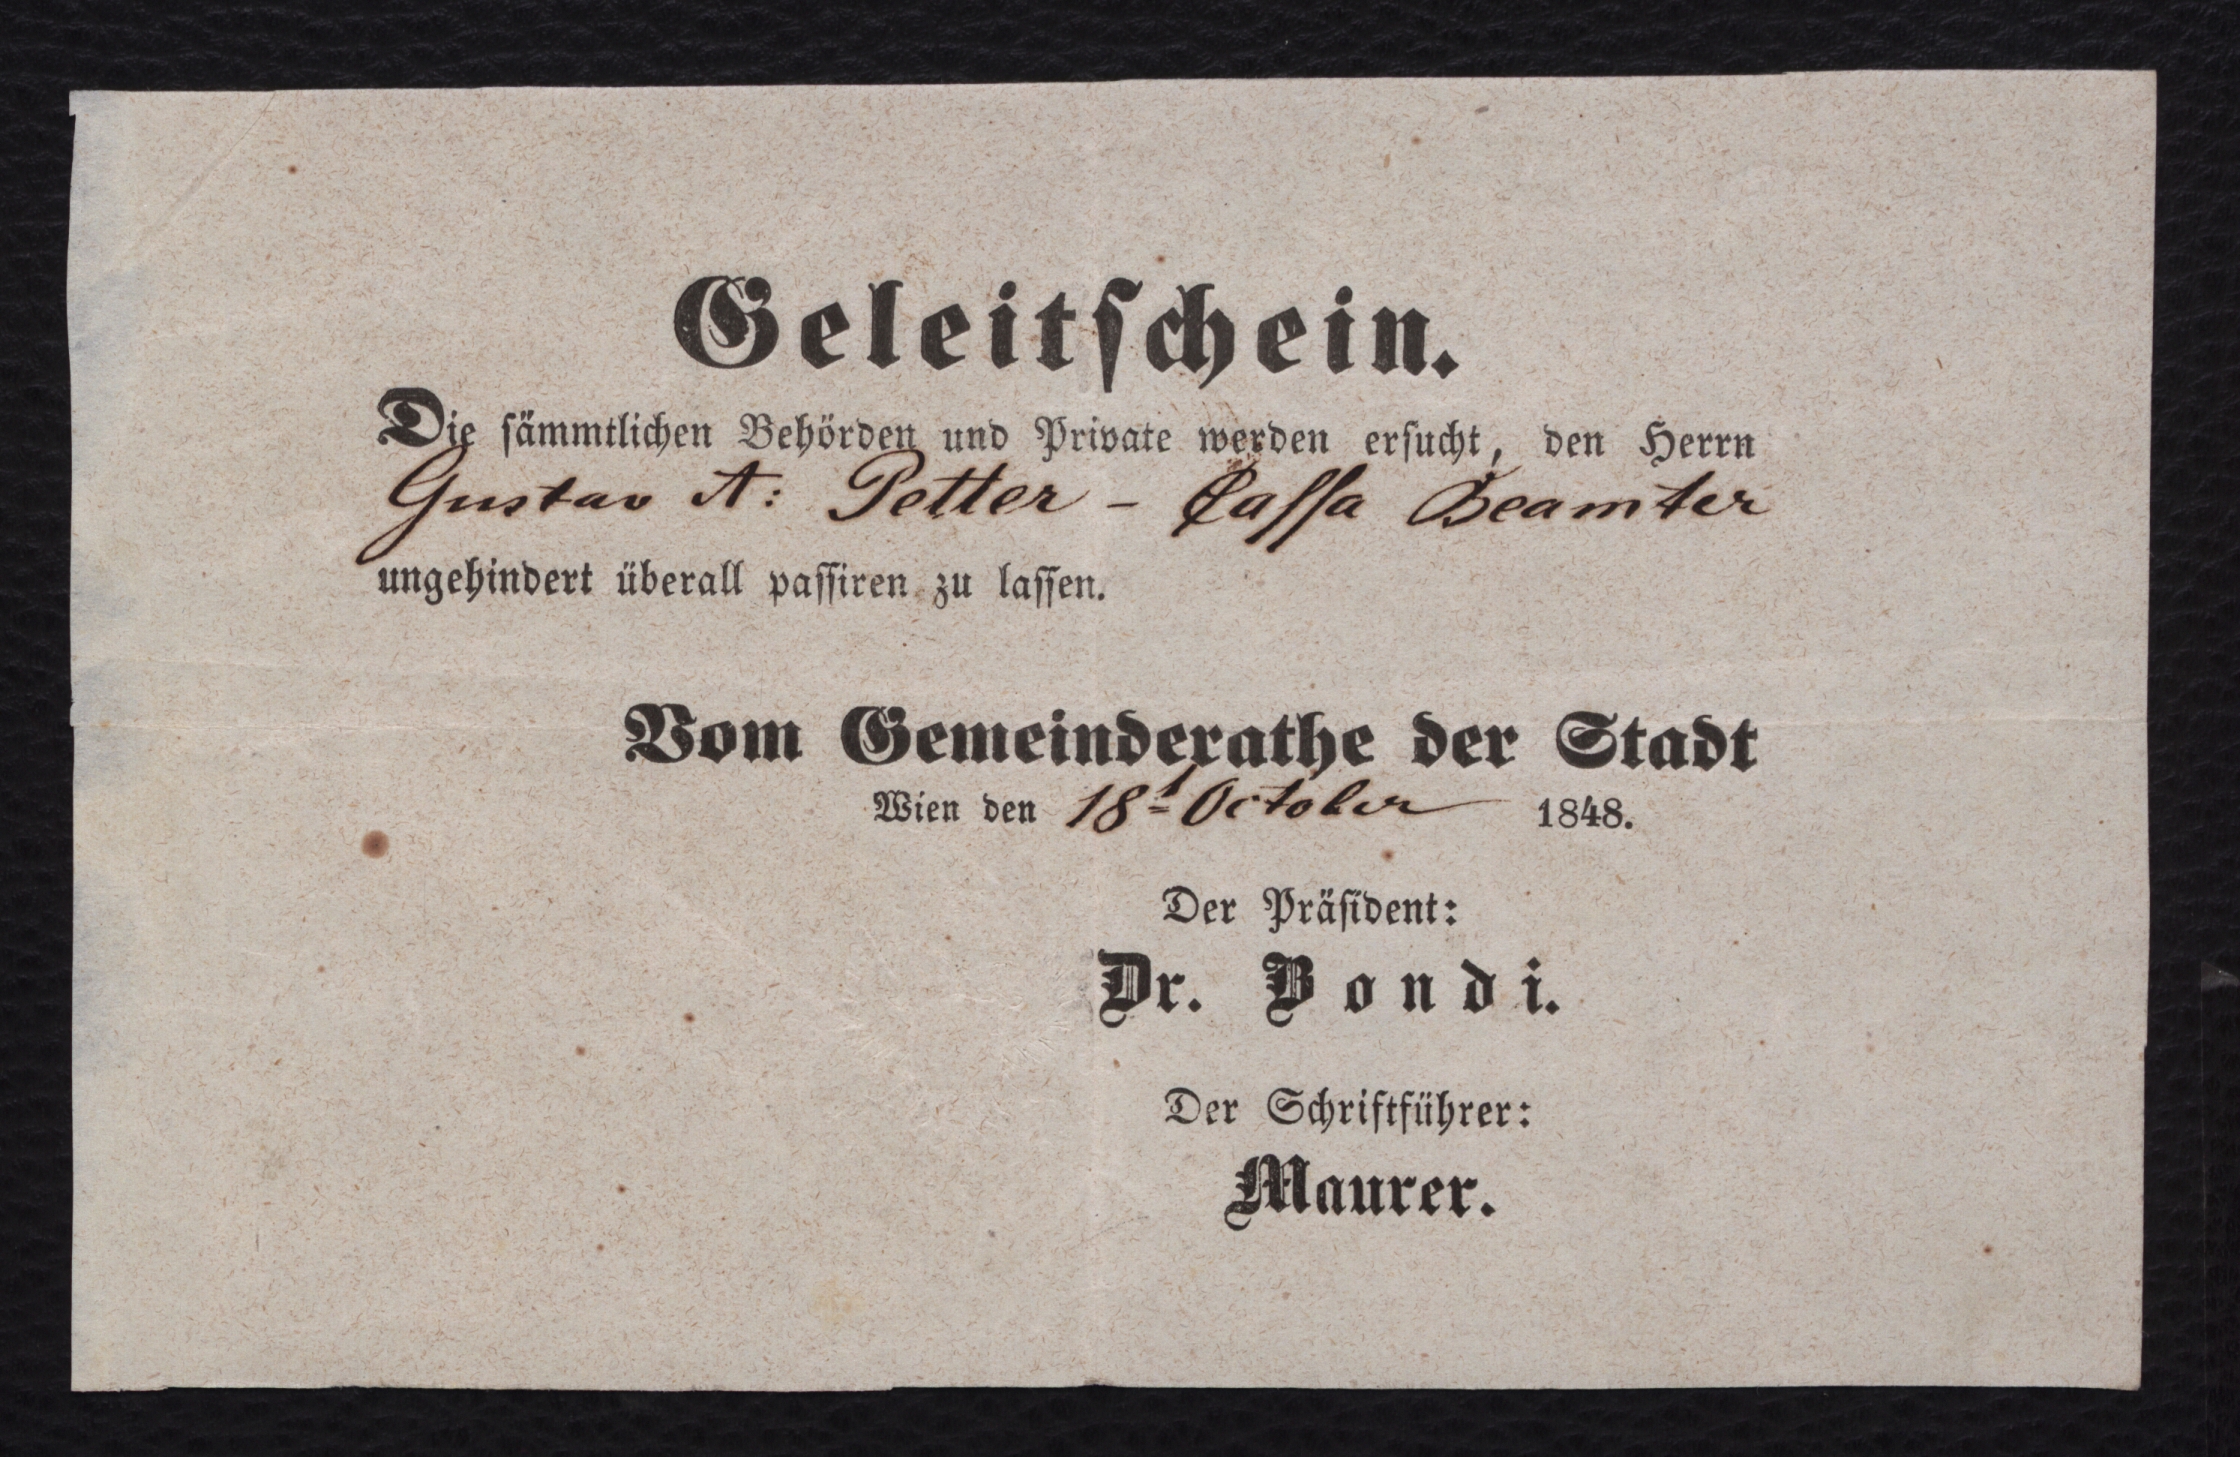 Geleitschein.
Die sämmtlichen Behörden und Private werden ersucht, den Herrn
Gustav A: Petter - Cassa Beamter
ungehindert überall passiren zu lassen.
Vom Gemeinderathe der Stadt
Wien den 18t October 1848.
Der Präsident:
Dr. Bondi.
Der Schriftführer:
Maurer.